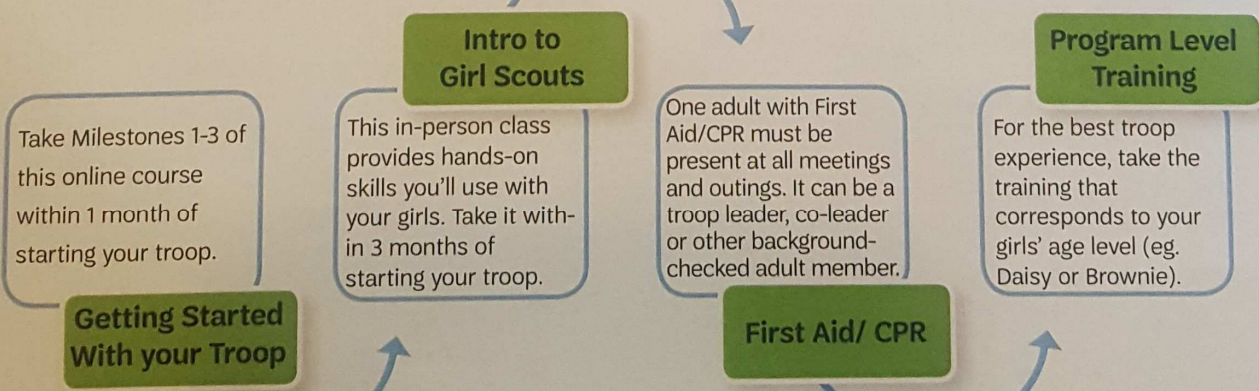 Take Milestones 1-3 of
this online course
within 1 month of
starting your troop.
Getting Started
With your Troop
Intro to
Girl Scouts
This in-person class
provides hands-on
skills you'll use with
your girls. Take it with-
in 3 months of
starting your troop.
One adult with First
Aid/CPR must be
present at all meetings
and outings. It can be a
troop leader, co-leader
or other background-
checked adult member.
First Aid/ CPR
Program Level
Training
For the best troop
experience, take the
training that
corresponds to your
girls' age level (eg.
Daisy or Brownie).